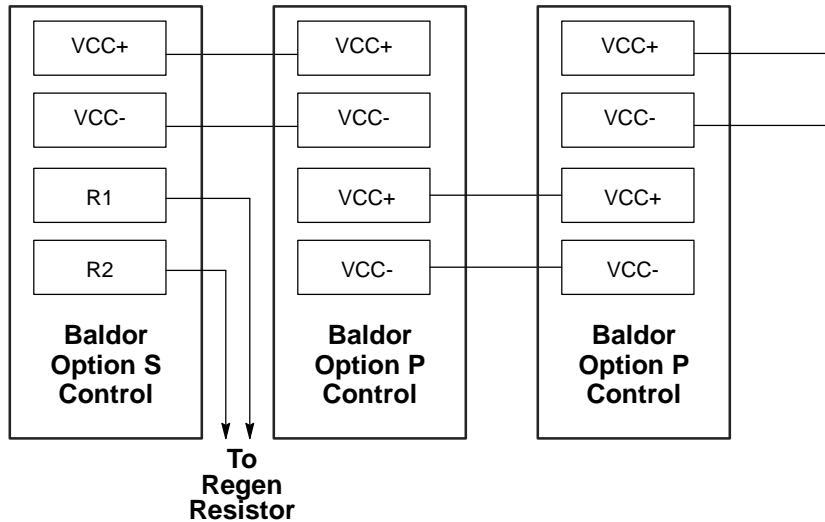 VCC+
VCC-
R1
R2
Baldor
Option S
Control
VCC+
VCC-
VCC+
VCC-
Baldor
Option P
Control
VCC+
VCC-
VCC+
VCC-
Baldor
Option P
Control
To
Regen
Resistor